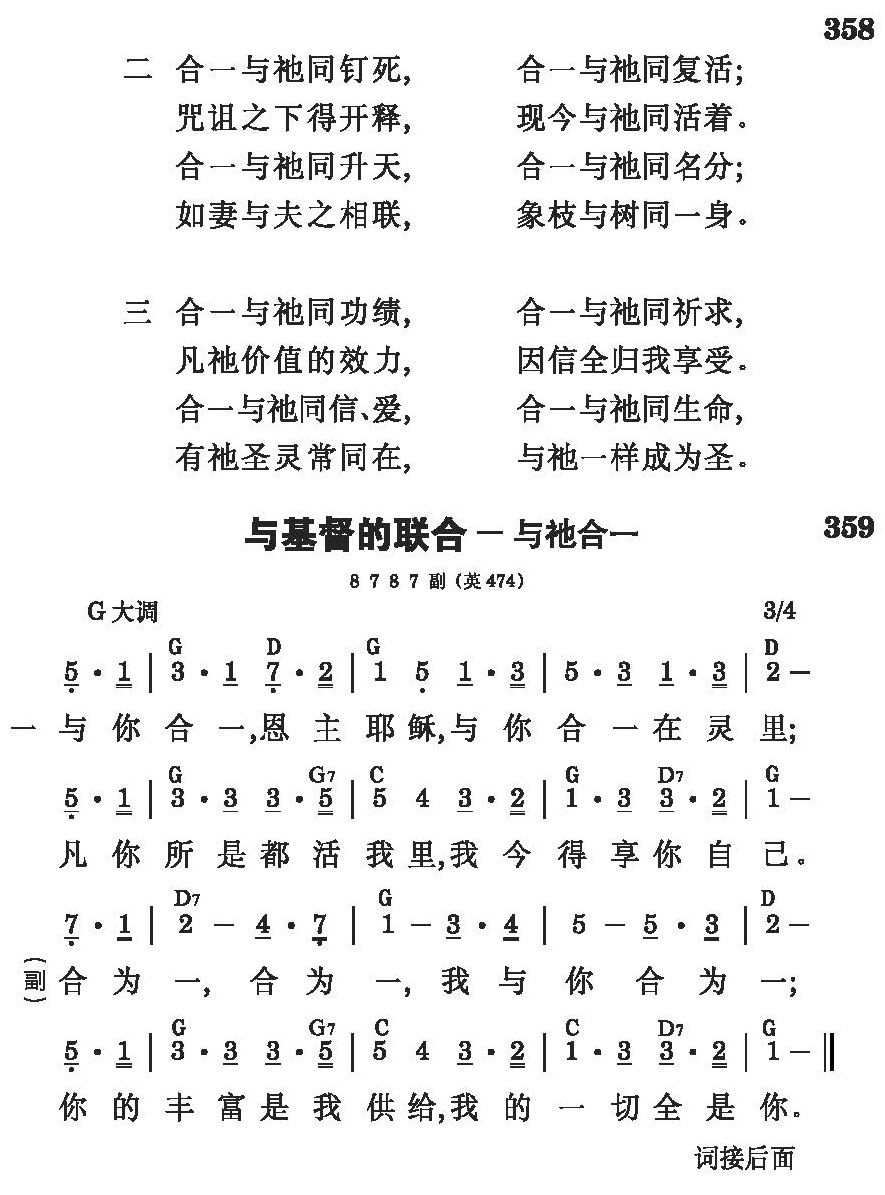 358
二 合一与祂同钉死, 合一与祂同复活;
咒诅之下得开释, 现今与祂同活着。
合一与祂同升天, 合一与祂同名分;
如妻与夫之相联, 象枝与树同一身。
三 合一与祂同功绩, 合一与祂同祈求,
凡祂价值的效力, 因信全归我享受。
合一与祂同信、爱, 合一与祂同生命,
有祂圣灵常同在, 与祂一样成为圣。
与基督的联合—与祂合一 359
8 7 8 7 副 (英474)
G大调 3/4
G D G D
5 · 1 | 3 · 1 7 · 2 | 1 5 1 · 3 | 5 · 3 1 · 3 | 2 —
一 与你合一,恩主耶稣,与你合一在灵里;
G G7 C G D7 G
5 · 1 | 3 · 3 3 · 5 | 5 4 3 · 2 | 1 · 3 3 · 2 | 1 —
凡你所是都活我里,我今得享你自己。
D7 G D
7 · 1 | 2 — 4 · 7 | 1 — 3 · 4 | 5 — 5 · 3 | 2 —
(副) 合为一, 合为一, 我与你合为一;
G G7 C C D7 G
5 · 1 | 3 · 3 3 · 5 | 5 4 3 · 2 | 1 · 3 3 · 2 | 1 — ‖
你的丰富是我供给,我的一切全是你。
词接后面